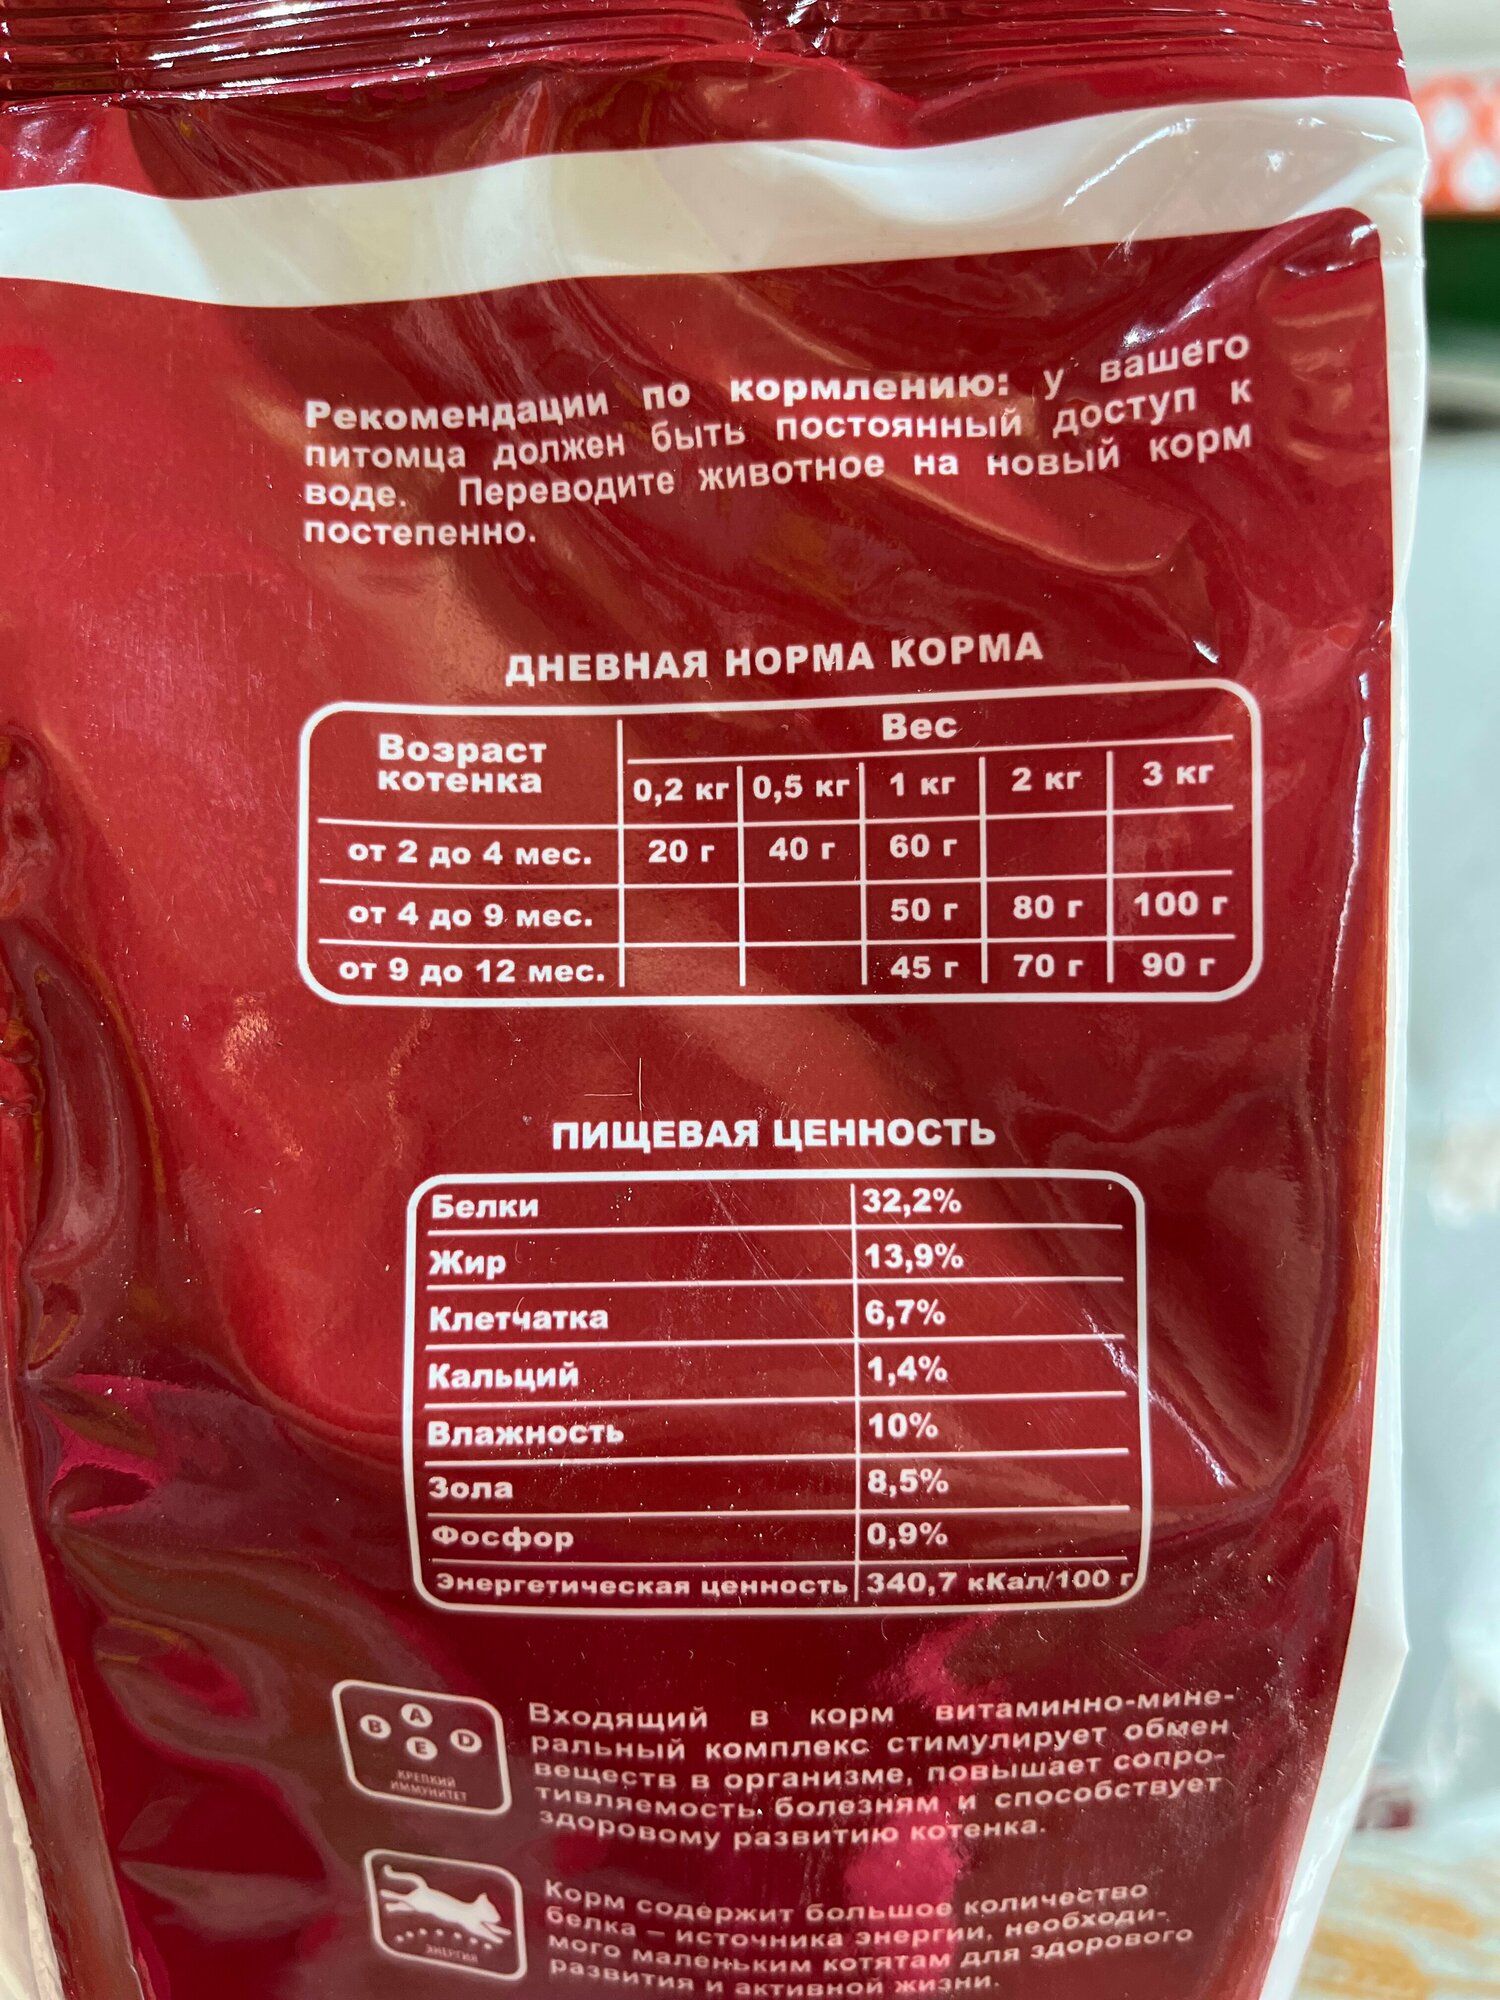 Рекомендации по кормлению: у вашего
питомца должен быть постоянный доступ к
воде. Переводите животное на новый корм
постепенно.
ДНЕВНАЯ НОРМА КОРМА
Возраст котенка Вес
0,2 кг 0,5 кг 1 кг 2 кг 3 кг
от 2 до 4 мес. 20 г 40 г 60 г
от 4 до 9 мес. 50 г 80 г 100 г
от 9 до 12 мес. 45 г 70 г 90 г
ПИЩЕВАЯ ЦЕННОСТЬ
Белки 32,2%
Жир 13,9%
Клетчатка 6,7%
Кальций 1,4%
Влажность 10%
Зола 8,5%
Фосфор 0,9%
Энергетическая ценность 340,7 кКал/100 г
B A E D
КРЕПКИЙ
ИММУНИТЕТ
Входящий в корм витаминно-мине-
ральный комплекс стимулирует обмен
веществ в организме, повышает сопро-
тивляемость болезням и способствует
здоровому развитию котенка.
ЭНЕРГИЯ
Корм содержит большое количество
белка – источника энергии, необходи-
мого маленьким котятам для здорового
развития и активной жизни.